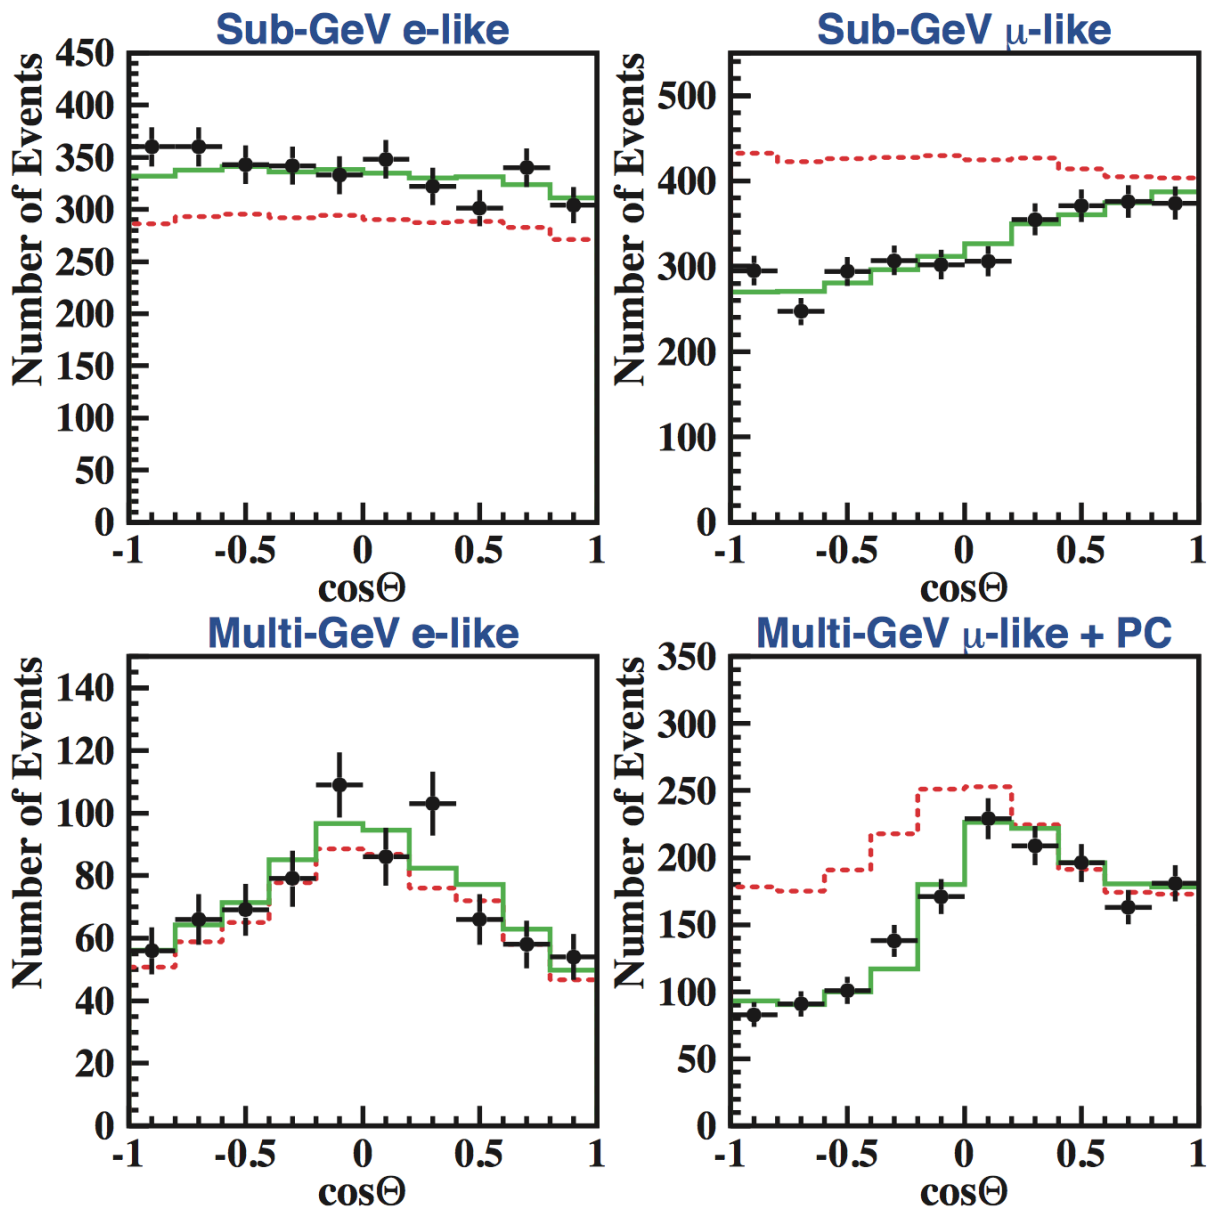 Sub-GeV e-like
Number of Events
450
400
350
300
250
200
150
100
50
0
-1 -0.5 0 0.5 1
cosΘ
Sub-GeV μ-like
Number of Events
500
400
300
200
100
0
-1 -0.5 0 0.5 1
cosΘ
Multi-GeV e-like
Number of Events
140
120
100
80
60
40
20
0
-1 -0.5 0 0.5 1
cosΘ
Multi-GeV μ-like + PC
Number of Events
350
300
250
200
150
100
50
0
-1 -0.5 0 0.5 1
cosΘ